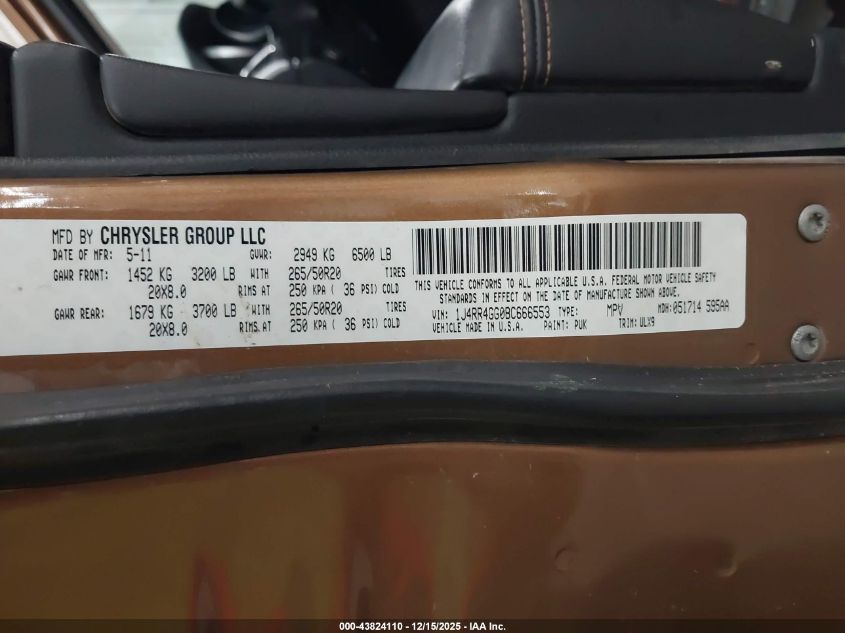 MFD BY CHRYSLER GROUP LLC
DATE OF MFR: 5-11 GVWR: 2949 KG 6500 LB
GAWR FRONT: 1452 KG 3200 LB WITH 265/50R20 TIRES
20X8.0 RIMS AT 250 KPA ( 36 PSI) COLD
GAWR REAR: 1679 KG 3700 LB WITH 265/50R20 TIRES
20X8.0 RIMS AT 250 KPA ( 36 PSI) COLD
THIS VEHICLE CONFORMS TO ALL APPLICABLE U.S.A. FEDERAL MOTOR VEHICLE SAFETY
STANDARDS IN EFFECT ON THE DATE OF MANUFACTURE SHOWN ABOVE.
VIN: 1J4RR4GG0BC666553 TYPE: MPV MDH: 051714 595AA
VEHICLE MADE IN U.S.A. PAINT: PUK TRIM: ULX9
000-43824110 - 12/15/2025 - IAA Inc.